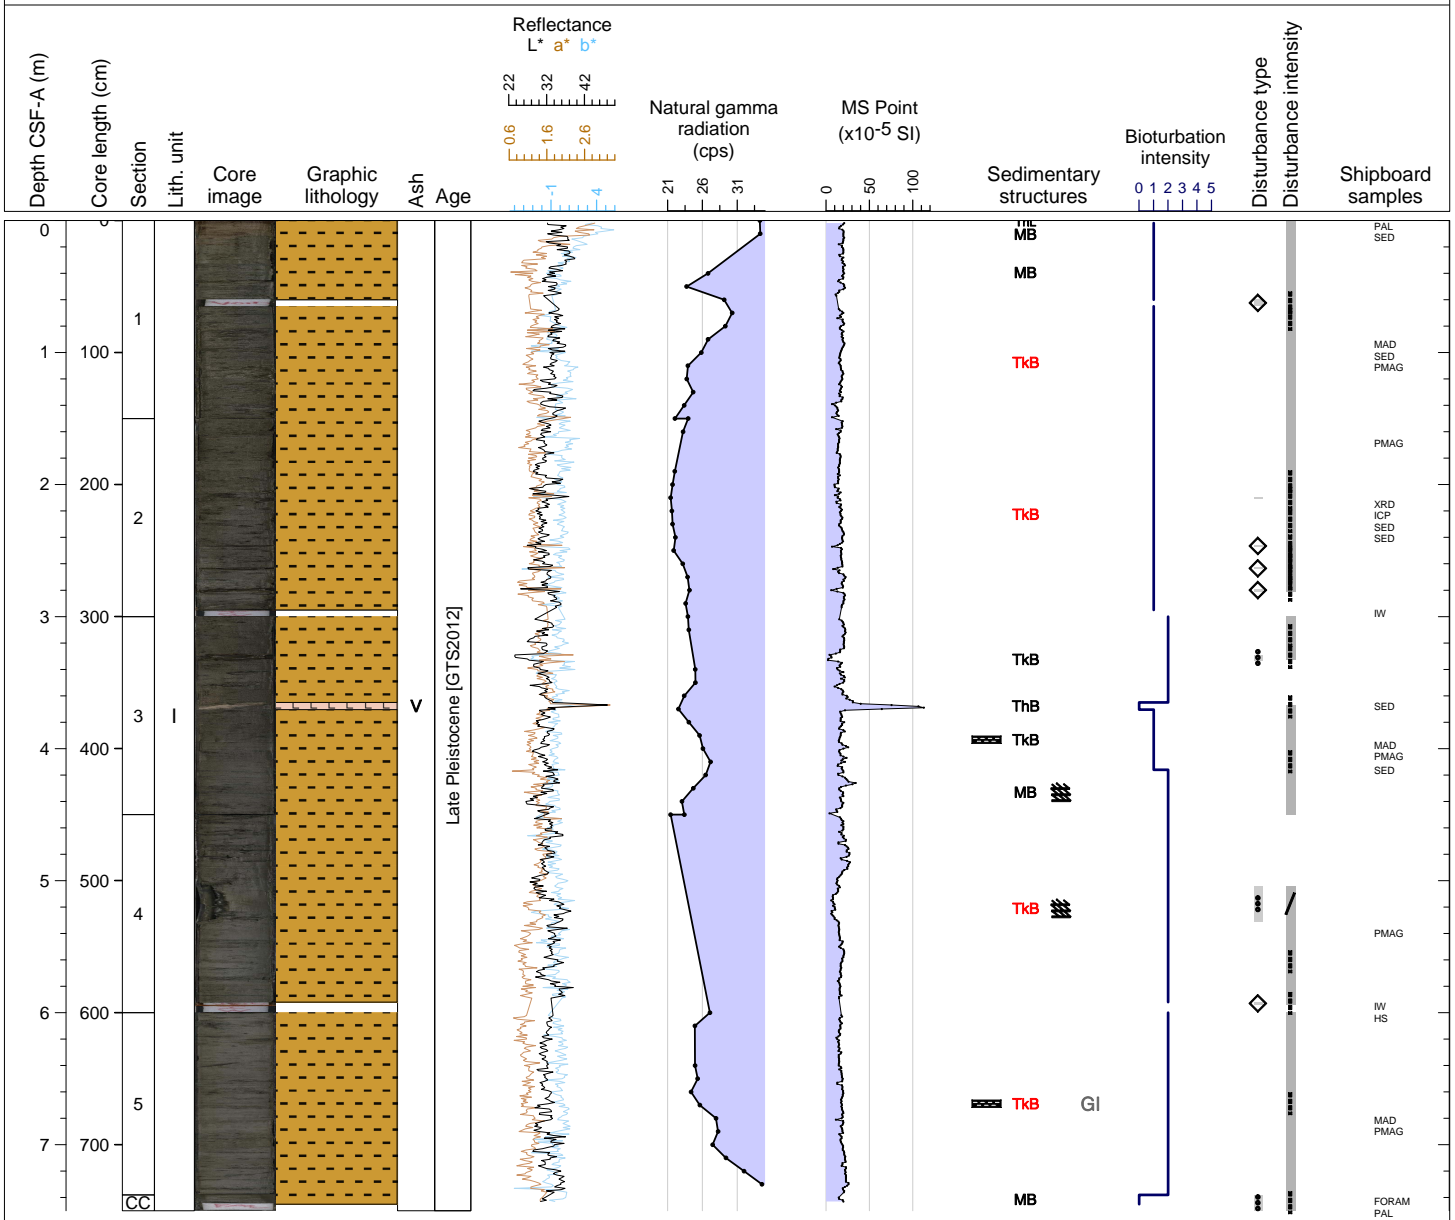 Reflectance
L* a* b*
22 32 42
0.6 1.6 2.6
-1 4
Depth CSF-A (m)
Core length (cm)
Section
Lith. unit
Core
image
Graphic
lithology
Ash
Age
Natural gamma
radiation
(cps)
21 26 31
MS Point
(x10-5 SI)
0 50 100
Sedimentary
structures
Bioturbation
intensity
0 1 2 3 4 5
Disturbance type
Disturbance intensity
Shipboard
samples
0 0
PAL
MB SED
MB
1
1 100
MAD
SED
TkB PMAG
PMAG
2 200
XRD
TkB ICP
2 SED
SED
3 300 IW
TkB
Late Pleistocene [GTS2012]
I
3 V ThB SED
TkB
4 400 MAD
PMAG
SED
MB
5 500
4 TkB
PMAG
6 600 IW
HS
5 TkB GI
MAD
PMAG
7 700
CC MB FORAM
PAL